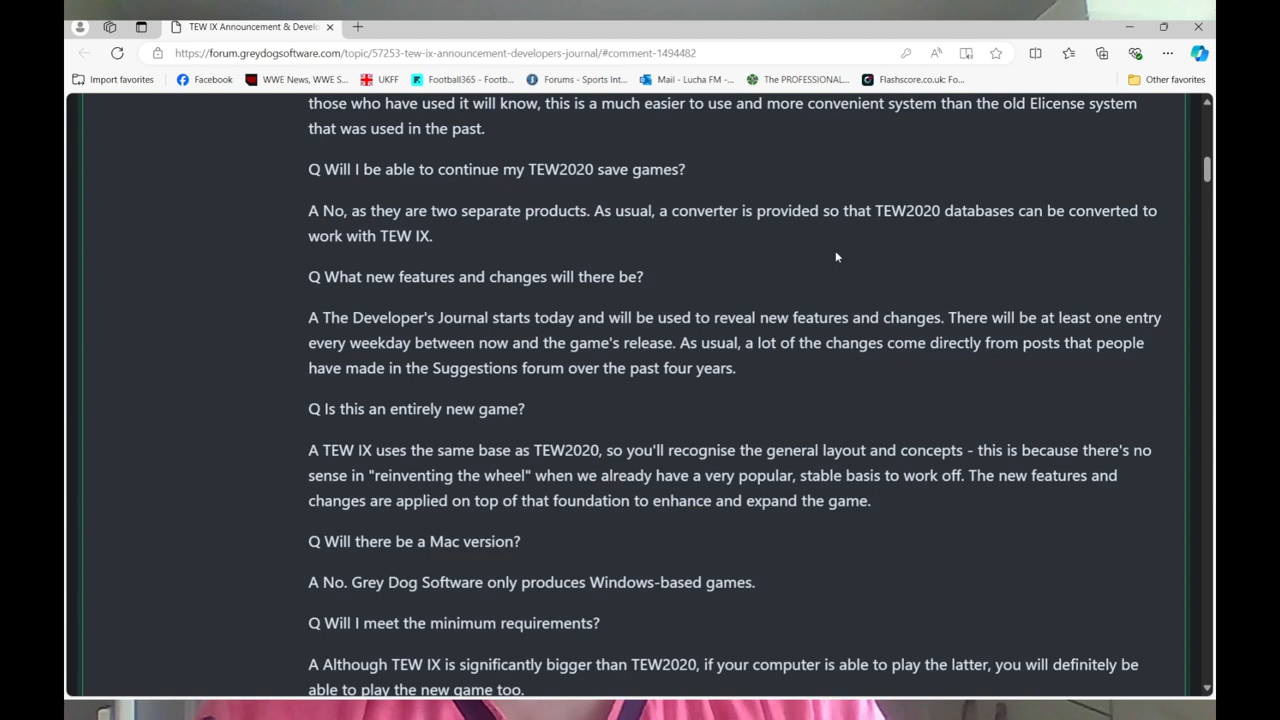 TEW IX Announcement & Develo
https://forum.greydogsoftware.com/topic/57253-tew-ix-announcement-developers-journal/#comment-1494482
Import favorites Facebook WWE News, WWE S... UKFF Football365 - Footb... Forums - Sports Int... Mail - Lucha FM -... The PROFESSIONAL... Flashscore.co.uk: Fo... Other favorites
those who have used it will know, this is a much easier to use and more convenient system than the old Elicense system
that was used in the past.
Q Will I be able to continue my TEW2020 save games?
A No, as they are two separate products. As usual, a converter is provided so that TEW2020 databases can be converted to
work with TEW IX.
Q What new features and changes will there be?
A The Developer's Journal starts today and will be used to reveal new features and changes. There will be at least one entry
every weekday between now and the game's release. As usual, a lot of the changes come directly from posts that people
have made in the Suggestions forum over the past four years.
Q Is this an entirely new game?
A TEW IX uses the same base as TEW2020, so you'll recognise the general layout and concepts - this is because there's no
sense in "reinventing the wheel" when we already have a very popular, stable basis to work off. The new features and
changes are applied on top of that foundation to enhance and expand the game.
Q Will there be a Mac version?
A No. Grey Dog Software only produces Windows-based games.
Q Will I meet the minimum requirements?
A Although TEW IX is significantly bigger than TEW2020, if your computer is able to play the latter, you will definitely be
able to play the new game too.